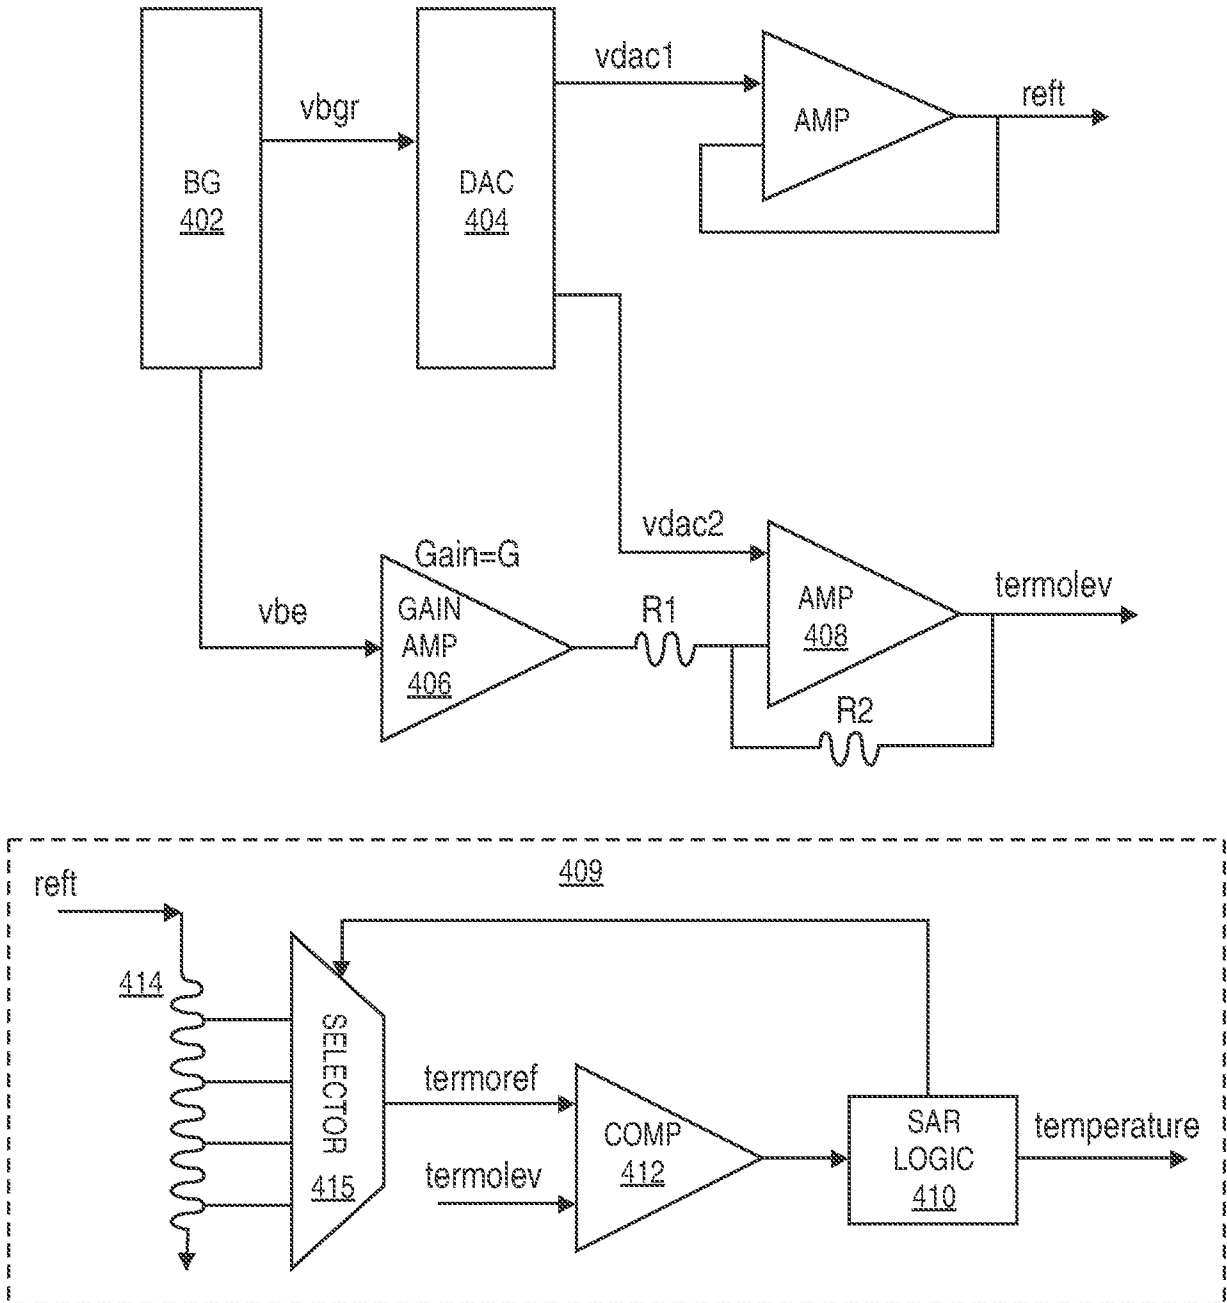 vdac1
AMP
reft
vbgr
BG
402
DAC
404
vdac2
Gain=G
GAIN
AMP
406
vbe
R1
AMP
408
termolev
R2
409
reft
414
SELECTOR
415
termoref
termolev
COMP
412
SAR
LOGIC
410
temperature